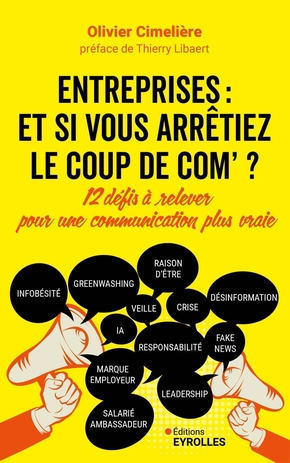 Olivier Cimelière
préface de Thierry Libaert
ENTREPRISES :
ET SI VOUS ARRÊTIEZ
LE COUP DE COM’ ?
12 défis à relever
pour une communication plus vraie
RAISON
D'ÊTRE
GREENWASHING
INFOBÉSITÉ
DÉSINFORMATION
VEILLE
CRISE
IA
RESPONSABILITÉ
FAKE
NEWS
MARQUE
EMPLOYEUR
LEADERSHIP
SALARIÉ
AMBASSADEUR
Éditions
EYROLLES